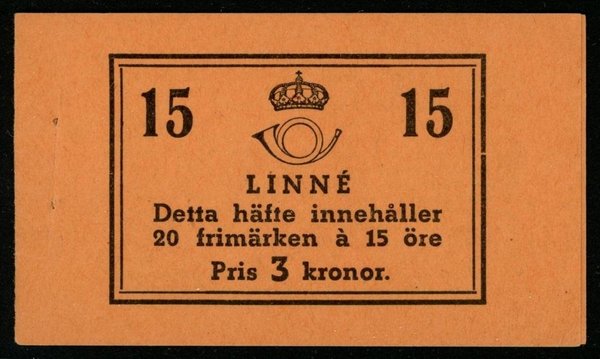 15 15
LINNÉ
Detta häfte innehåller
20 frimärken à 15 öre
Pris 3 kronor.